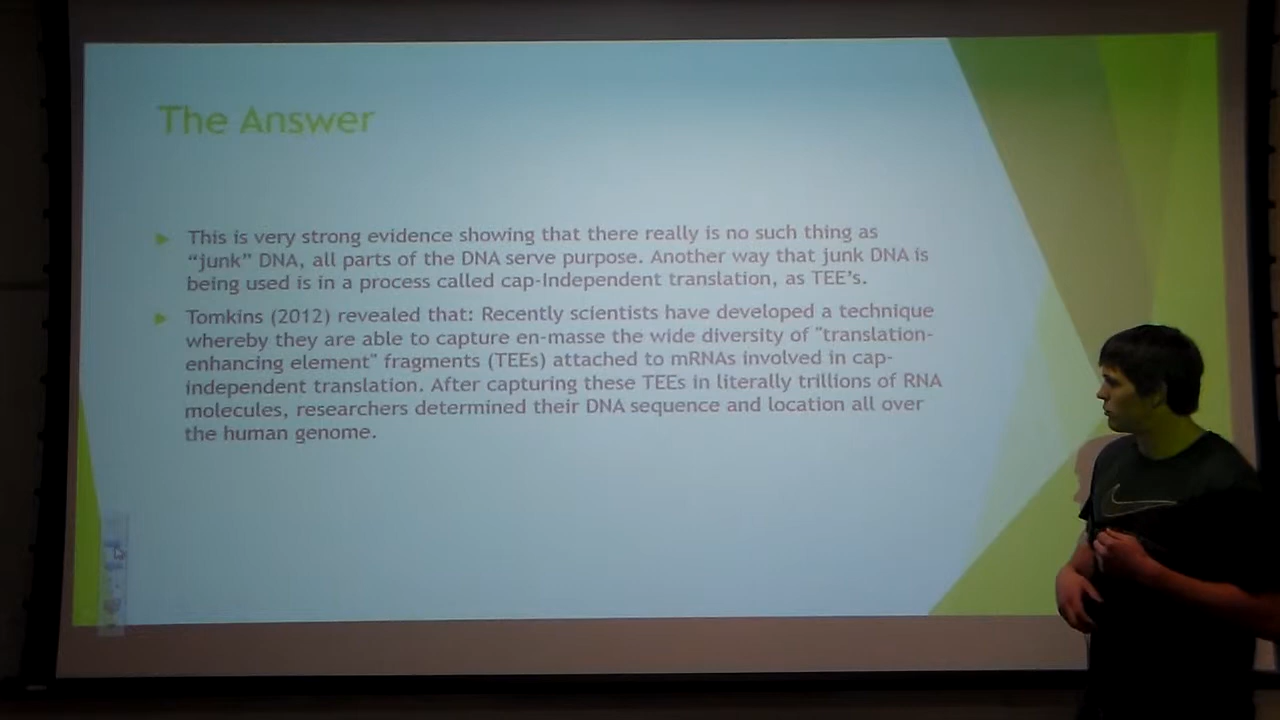 The Answer
This is very strong evidence showing that there really is no such thing as
“junk” DNA, all parts of the DNA serve purpose. Another way that junk DNA is
being used is in a process called cap-Independent translation, as TEE’s.
Tomkins (2012) revealed that: Recently scientists have developed a technique
whereby they are able to capture en-masse the wide diversity of "translation-
enhancing element" fragments (TEEs) attached to mRNAs involved in cap-
independent translation. After capturing these TEEs in literally trillions of RNA
molecules, researchers determined their DNA sequence and location all over
the human genome.